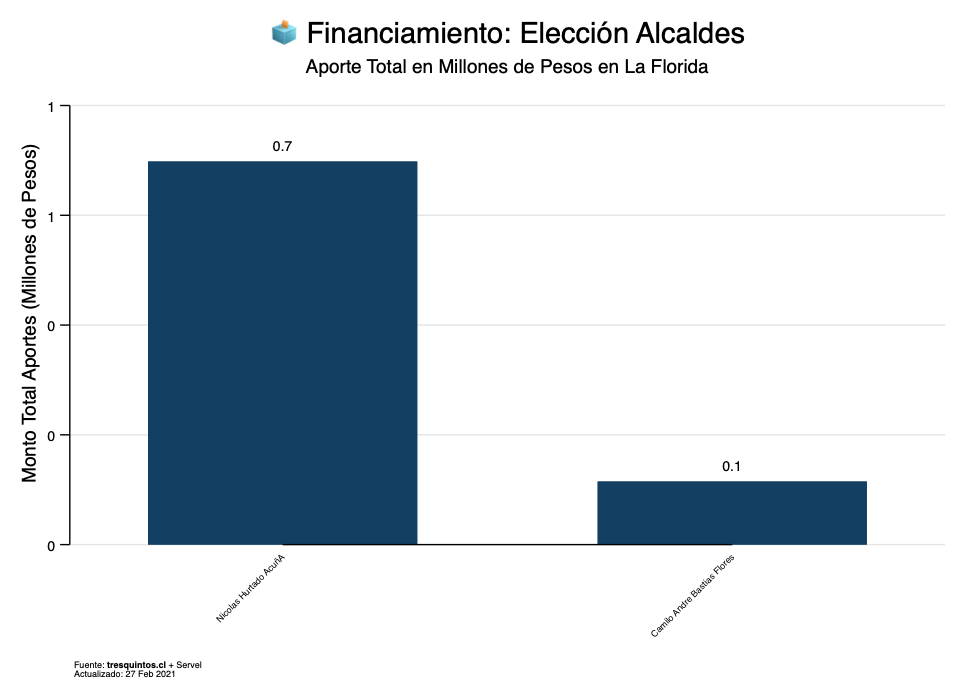 🗳️ Financiamiento: Elección Alcaldes
Aporte Total en Millones de Pesos en La Florida
Monto Total Aportes (Millones de Pesos)
1
1
0
0
0
0.7
0.1
Nicolas Hurtado AcuñA
Camilo Andre Bastias Flores
Fuente: tresquintos.cl + Servel
Actualizado: 27 Feb 2021